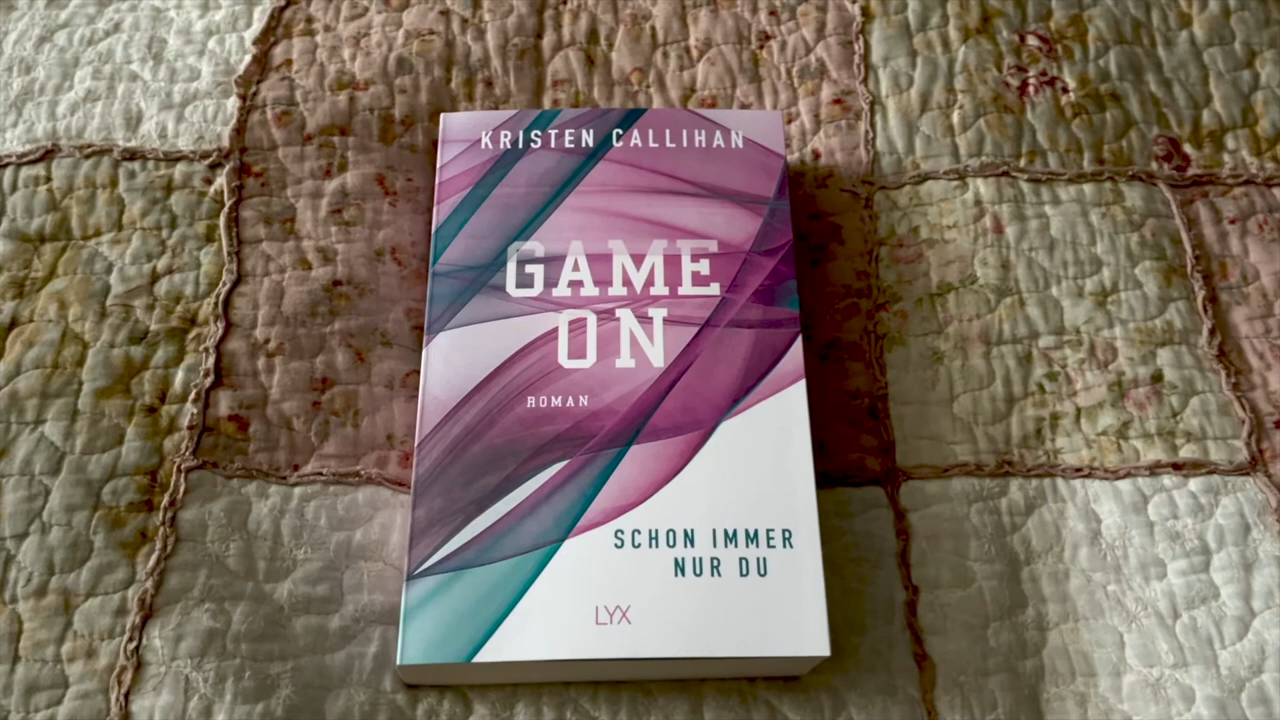 KRISTEN CALLIHAN
GAME
ON
ROMAN
SCHON IMMER
NUR DU
LYX